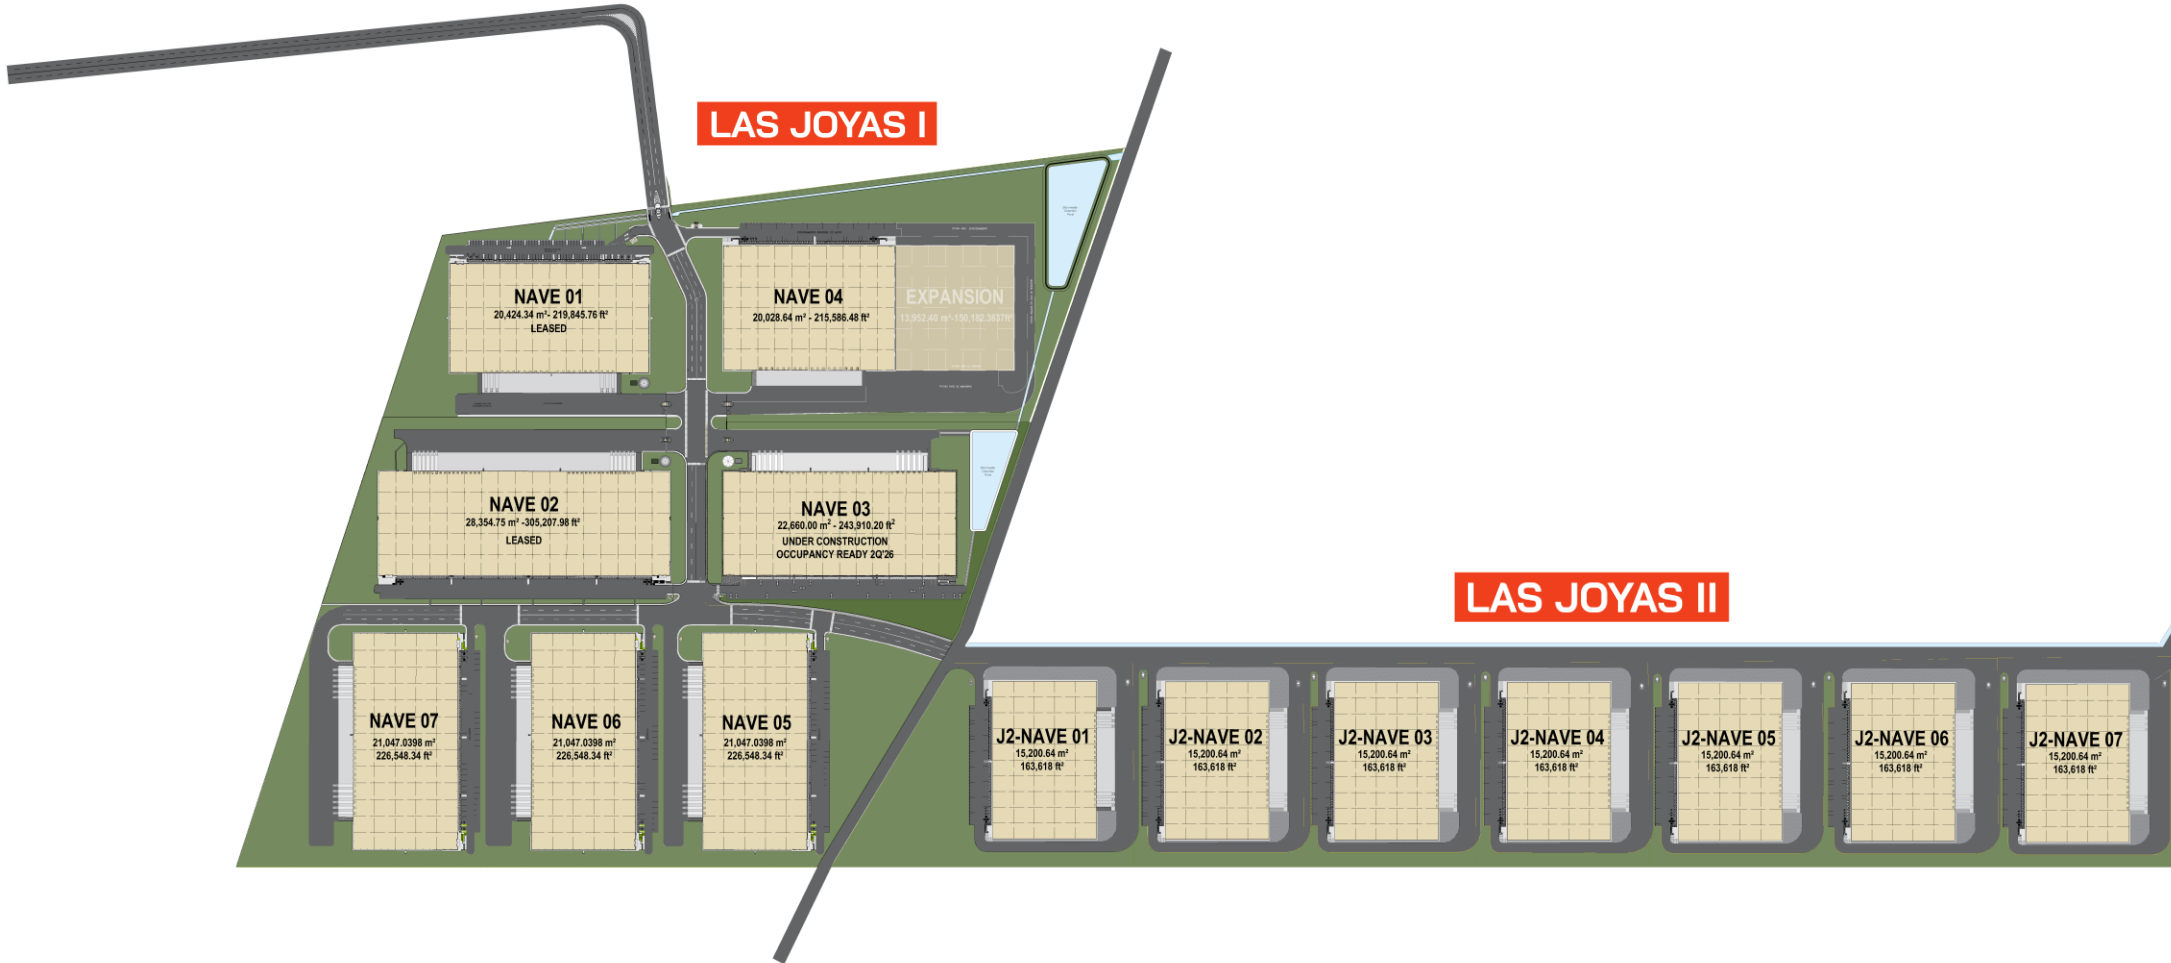 LAS JOYAS I
NAVE 01
20,424.34 m²- 219,845.76 ft²
LEASED
NAVE 04
20,028.64 m² - 215,586.48 ft²
EXPANSION
NAVE 02
28,354.75 m² -305,207.98 ft²
LEASED
NAVE 03
22,660.00 m² - 243,910.20 ft²
UNDER CONSTRUCTION
OCCUPANCY READY 2Q'26
LAS JOYAS II
NAVE 07
21,047.0398 m²
226,548.34 ft²
NAVE 06
21,047.0398 m²
226,548.34 ft²
NAVE 05
21,047.0398 m²
226,548.34 ft²
J2-NAVE 01
15,200.64 m²
163,618 ft²
J2-NAVE 02
15,200.64 m²
163,618 ft²
J2-NAVE 03
15,200.64 m²
163,618 ft²
J2-NAVE 04
15,200.64 m²
163,618 ft²
J2-NAVE 05
15,200.64 m²
163,618 ft²
J2-NAVE 06
15,200.64 m²
163,618 ft²
J2-NAVE 07
15,200.64 m²
163,618 ft²